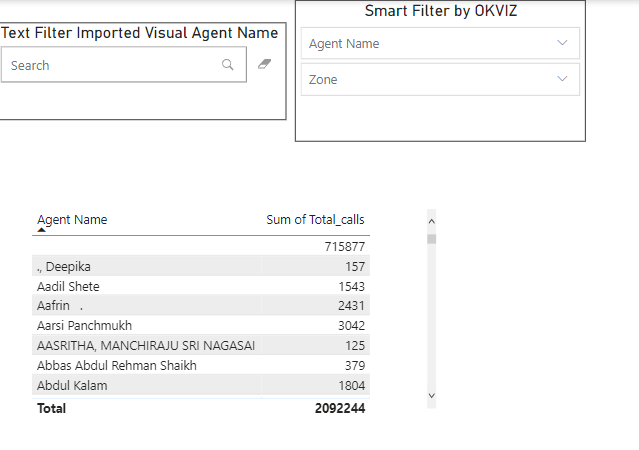 Smart Filter by OKVIZ
Text Filter Imported Visual Agent Name
Agent Name
Search
Zone
Agent Name Sum of Total_calls
715877
., Deepika 157
Aadil Shete 1543
Aafrin . 2431
Aarsi Panchmukh 3042
AASRITHA, MANCHIRAJU SRI NAGASAI 125
Abbas Abdul Rehman Shaikh 379
Abdul Kalam 1804
Total 2092244